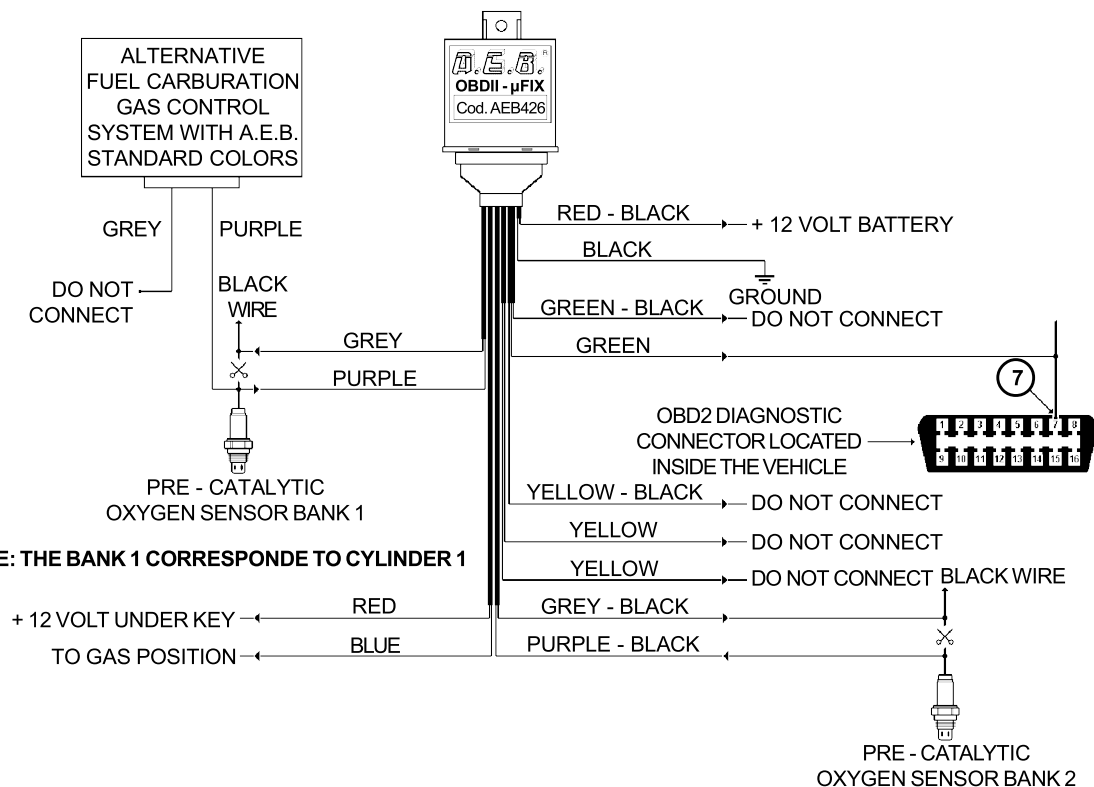 ALTERNATIVE
FUEL CARBURATION
GAS CONTROL
SYSTEM WITH A.E.B.
STANDARD COLORS
A.E.B. R
OBDII - µFIX
Cod. AEB426
GREY
PURPLE
DO NOT
CONNECT
BLACK
WIRE
GREY
PURPLE
RED - BLACK
+ 12 VOLT BATTERY
BLACK
GROUND
GREEN - BLACK
DO NOT CONNECT
GREEN
7
OBD2 DIAGNOSTIC
CONNECTOR LOCATED
INSIDE THE VEHICLE
1 2 3 4 5 6 7 8
9 10 11 12 13 14 15 16
PRE - CATALYTIC
OXYGEN SENSOR BANK 1
YELLOW - BLACK
DO NOT CONNECT
YELLOW
DO NOT CONNECT
E: THE BANK 1 CORRESPONDE TO CYLINDER 1
YELLOW
DO NOT CONNECT
BLACK WIRE
+ 12 VOLT UNDER KEY
RED
GREY - BLACK
TO GAS POSITION
BLUE
PURPLE - BLACK
PRE - CATALYTIC
OXYGEN SENSOR BANK 2